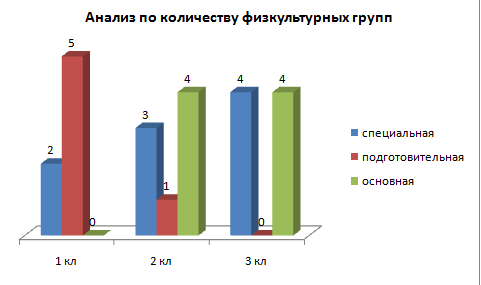 Анализ по количеству физкультурных групп
5
4
4
4
3
2
1
0
0
специальная
подготовительная
основная
1 кл
2 кл
3 кл